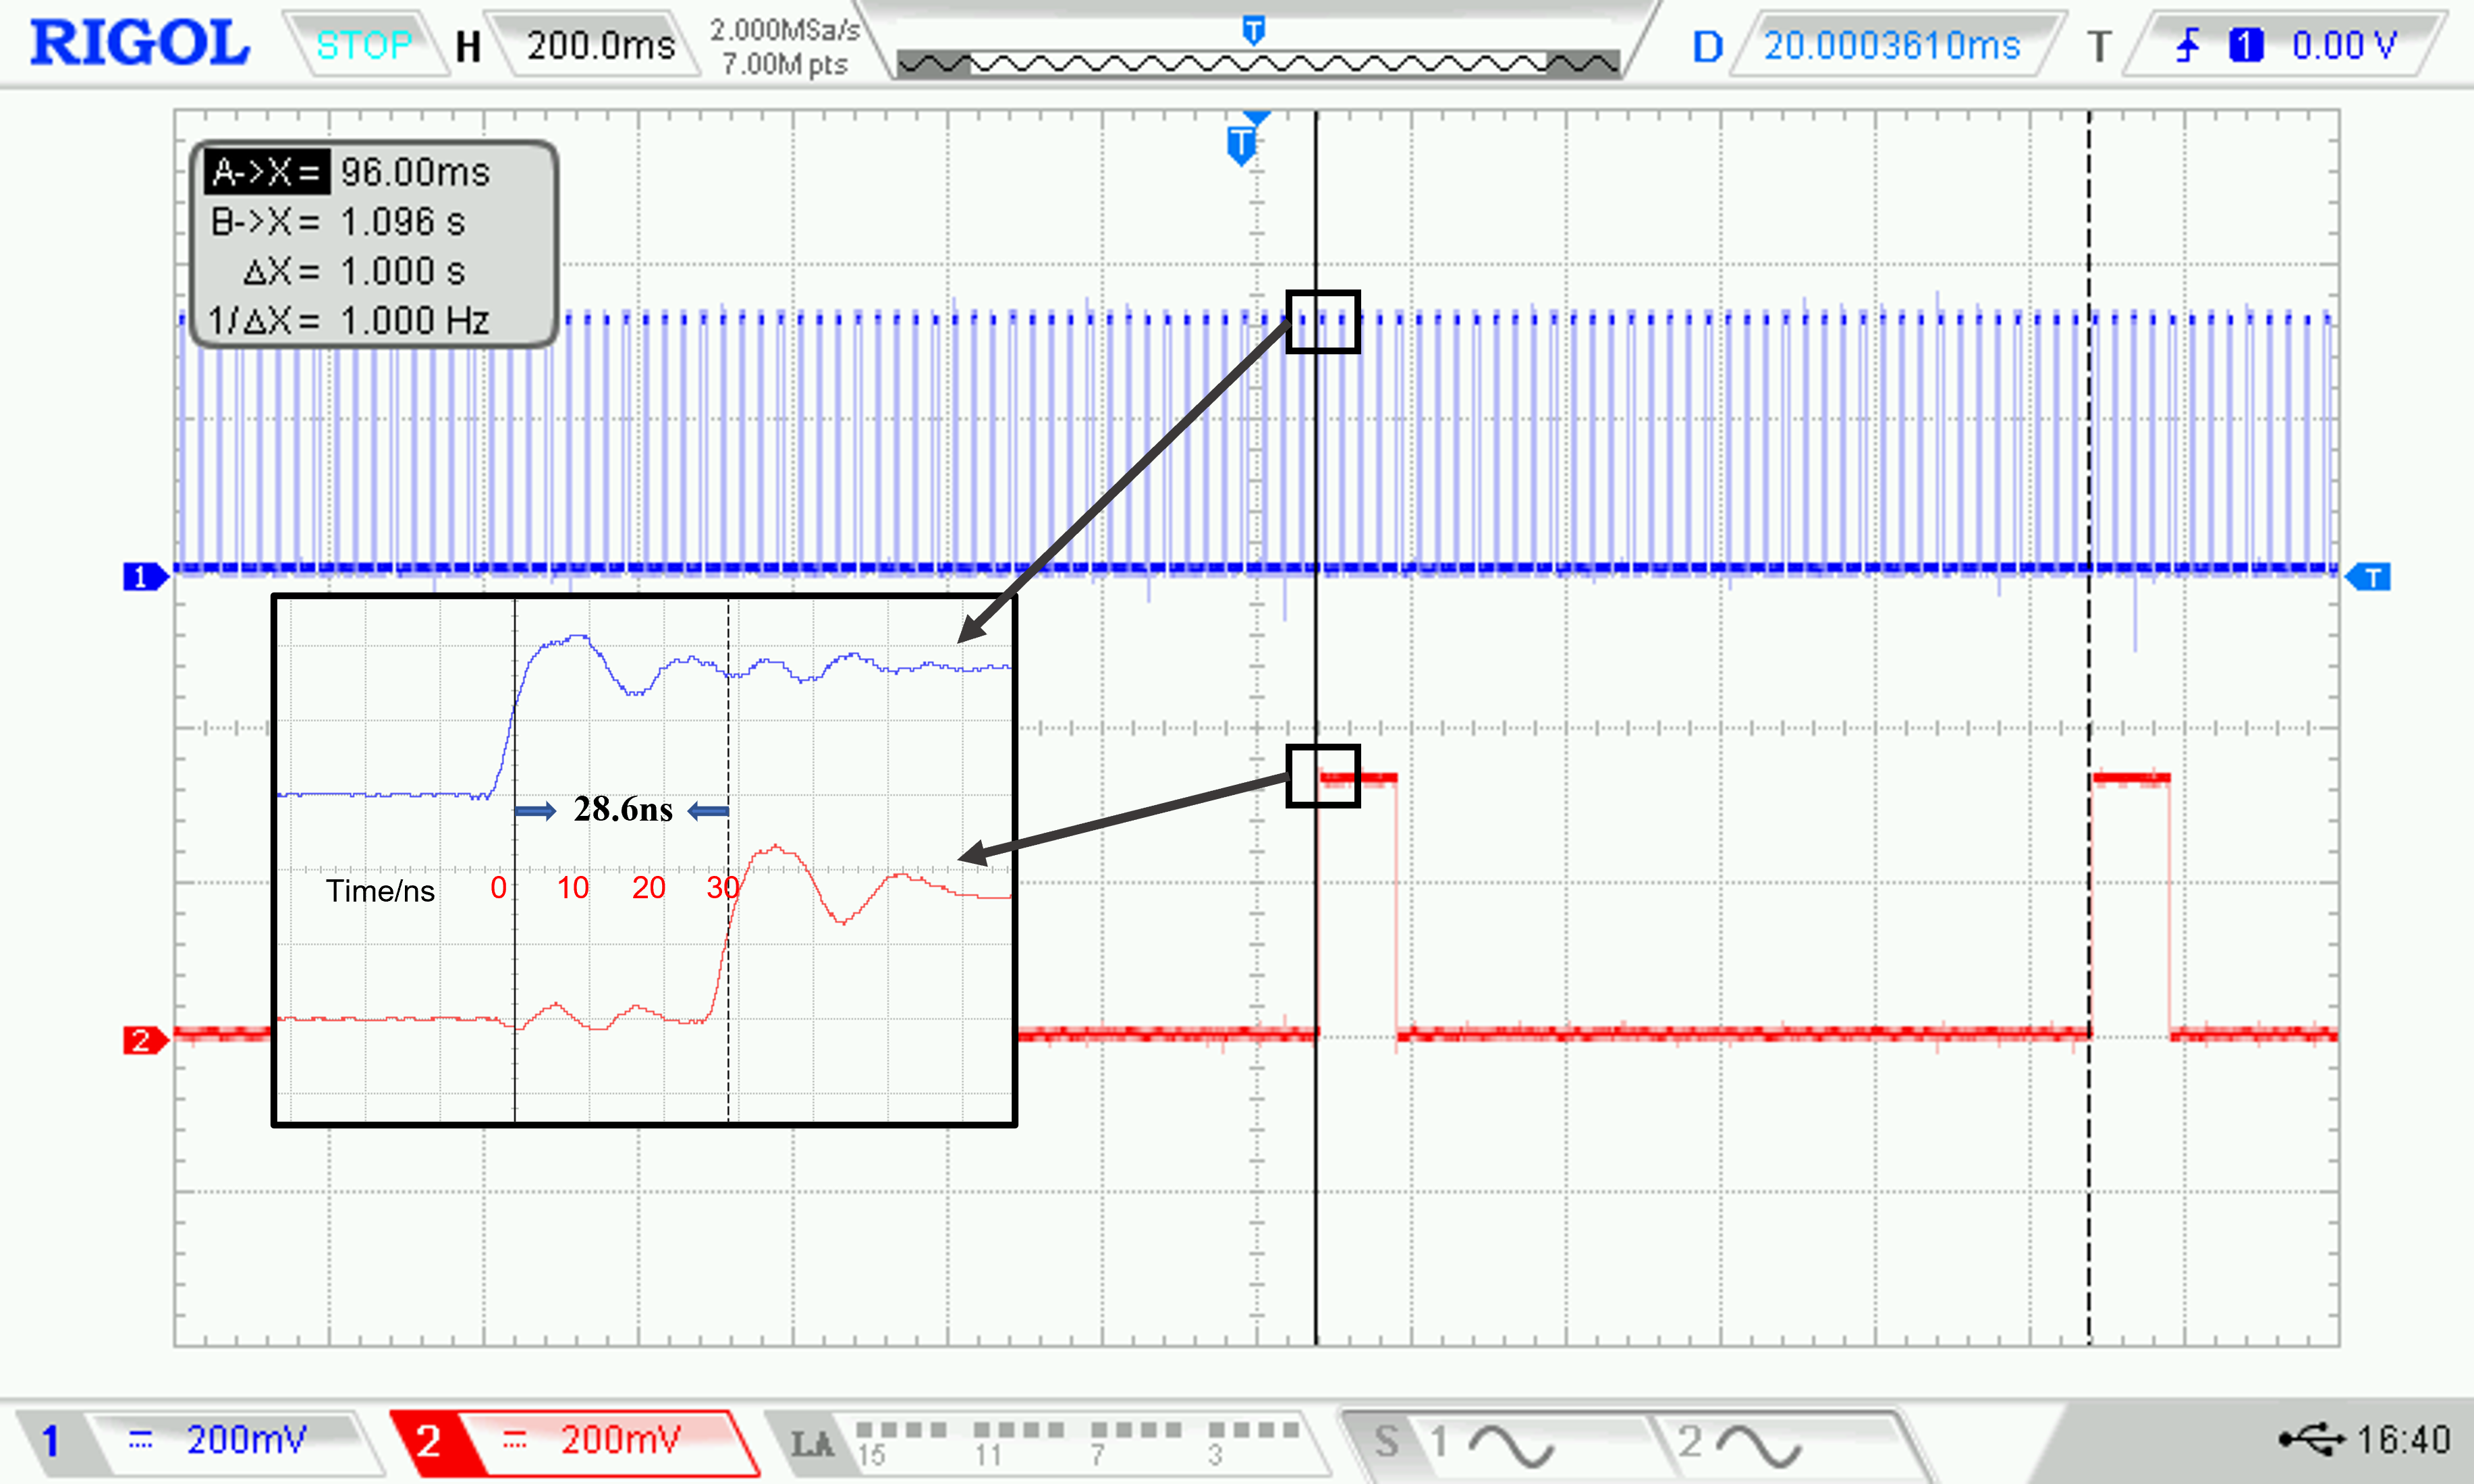 RIGOL STOP H 200.0ms 2.000MSa/s 7.00M pts T D 20.0003610ms T 1 0.00 V
T
A->X = 96.00ms
B->X = 1.096 s
ΔX = 1.000 s
1/ΔX = 1.000 Hz
1 T
28.6ns
Time/ns 0 10 20 30
2
1 200mV 2 200mV LA 15 11 7 3 S 1 2 16:40